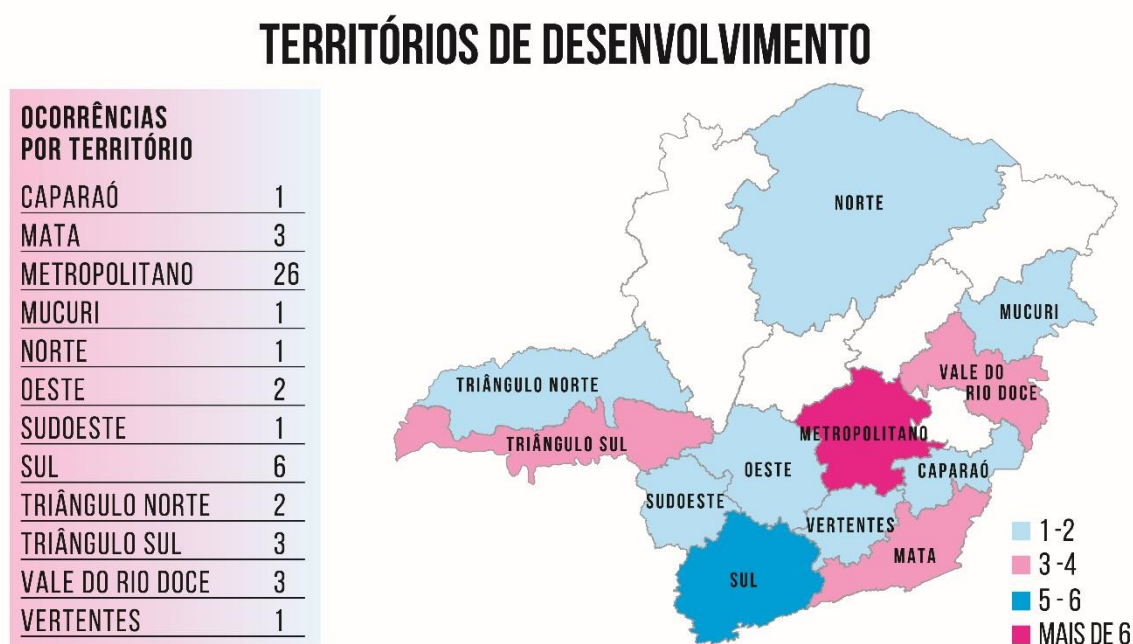 TERRITÓRIOS DE DESENVOLVIMENTO
OCORRÊNCIAS
POR TERRITÓRIO
CAPARAÓ 1
MATA 3
METROPOLITANO 26
MUCURI 1
NORTE 1
OESTE 2
SUDOESTE 1
SUL 6
TRIÂNGULO NORTE 2
TRIÂNGULO SUL 3
VALE DO RIO DOCE 3
VERTENTES 1
NORTE
MUCURI
VALE DO
RIO DOCE
TRIÂNGULO NORTE
TRIÂNGULO SUL
METROPOLITANO
OESTE
CAPARAÓ
SUDOESTE
VERTENTES
MATA
SUL
1 -2
3 -4
5 - 6
MAIS DE 6